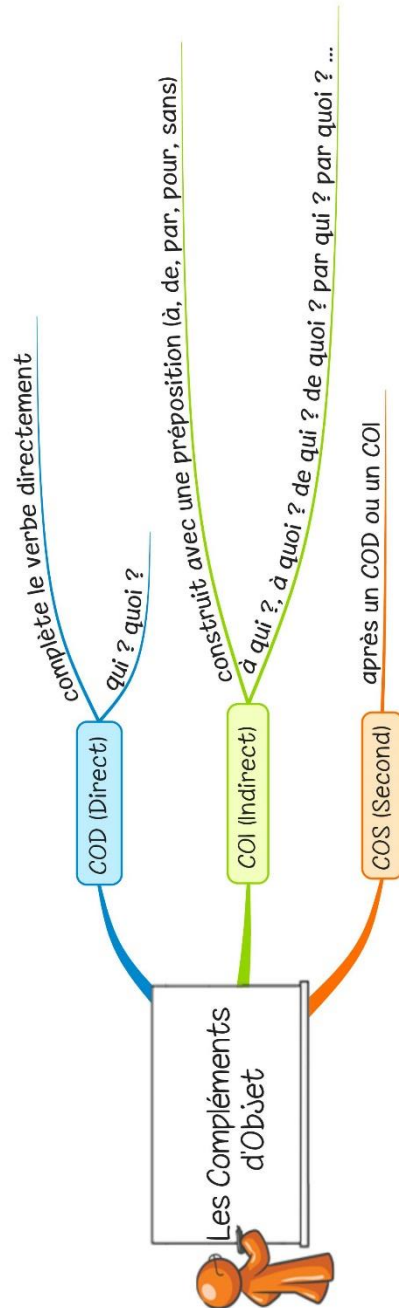 Les Compléments
d'Objet
COD (Direct)
complète le verbe directement
qui ? quoi ?
COI (Indirect)
construit avec une préposition (à, de, par, pour, sans)
à qui ?, à quoi ? de qui ? de quoi ? par qui ? par quoi ? ...
COS (Second)
après un COD ou un COI